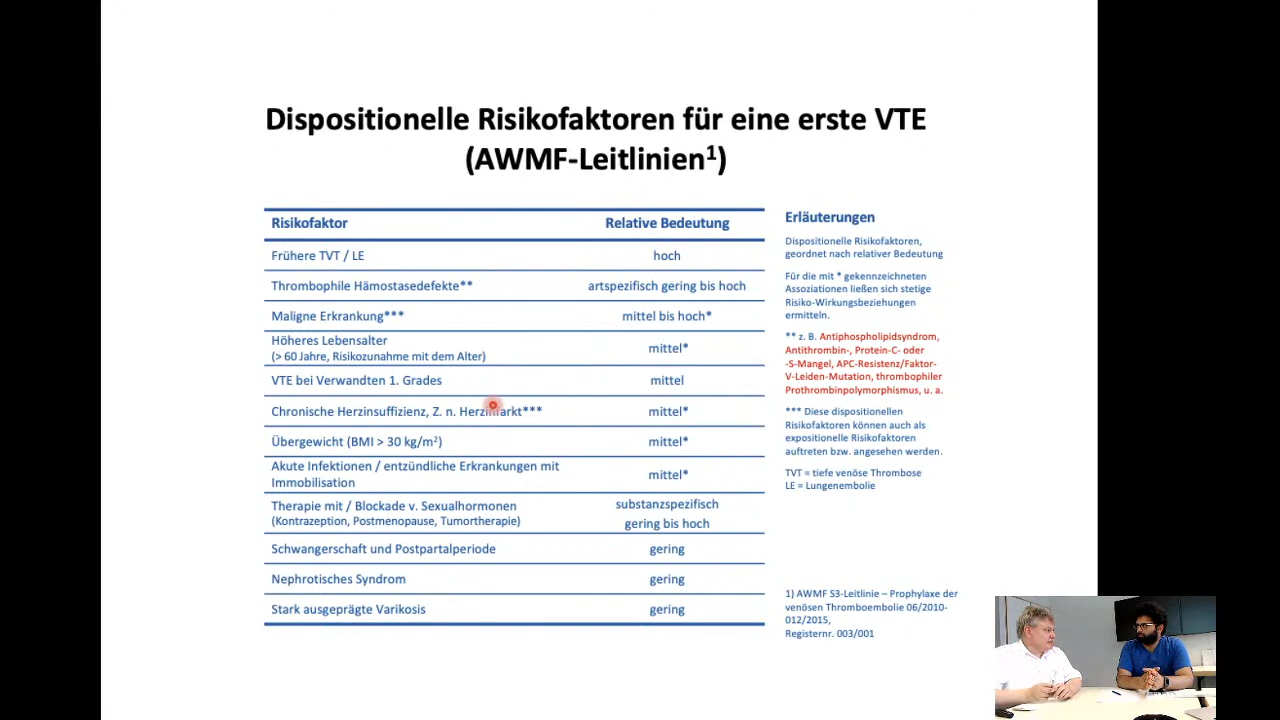 Dispositionelle Risikofaktoren für eine erste VTE
(AWMF-Leitlinien¹)
Risikofaktor Relative Bedeutung
Frühere TVT / LE hoch
Thrombophile Hämostasedefekte** artspezifisch gering bis hoch
Maligne Erkrankung*** mittel bis hoch*
Höheres Lebensalter
(> 60 Jahre, Risikozunahme mit dem Alter) mittel*
VTE bei Verwandten 1. Grades mittel
Chronische Herzinsuffizienz, Z. n. Herzinfarkt*** mittel*
Übergewicht (BMI > 30 kg/m²) mittel*
Akute Infektionen / entzündliche Erkrankungen mit
Immobilisation mittel*
Therapie mit / Blockade v. Sexualhormonen substanzspezifisch
(Kontrazeption, Postmenopause, Tumortherapie) gering bis hoch
Schwangerschaft und Postpartalperiode gering
Nephrotisches Syndrom gering
Stark ausgeprägte Varikosis gering
Erläuterungen
Dispositionelle Risikofaktoren,
geordnet nach relativer Bedeutung
Für die mit * gekennzeichneten
Assoziationen ließen sich stetige
Risiko-Wirkungsbeziehungen
ermitteln.
** z. B. Antiphospholipidsyndrom,
Antithrombin-, Protein-C- oder
-S-Mangel, APC-Resistenz/Faktor-
V-Leiden-Mutation, thrombophiler
Prothrombinpolymorphismus, u. a.
*** Diese dispositionellen
Risikofaktoren können auch als
expositionelle Risikofaktoren
auftreten bzw. angesehen werden.
TVT = tiefe venöse Thrombose
LE = Lungenembolie
1) AWMF S3-Leitlinie – Prophylaxe der
venösen Thromboembolie 06/2010-
012/2015,
Registernr. 003/001